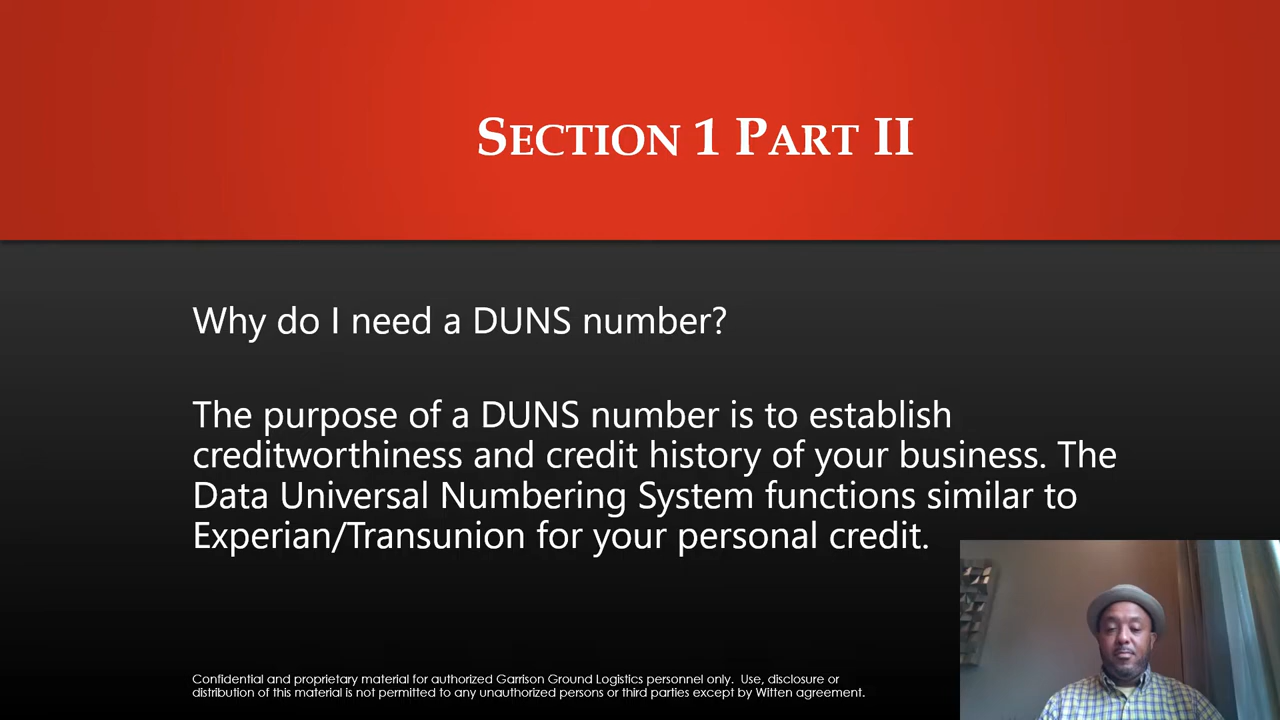 Section 1 Part II
Why do I need a DUNS number?
The purpose of a DUNS number is to establish
creditworthiness and credit history of your business. The
Data Universal Numbering System functions similar to
Experian/Transunion for your personal credit.
Confidential and proprietary material for authorized Garrison Ground Logistics personnel only.  Use, disclosure or
distribution of this material is not permitted to any unauthorized persons or third parties except by Witten agreement.